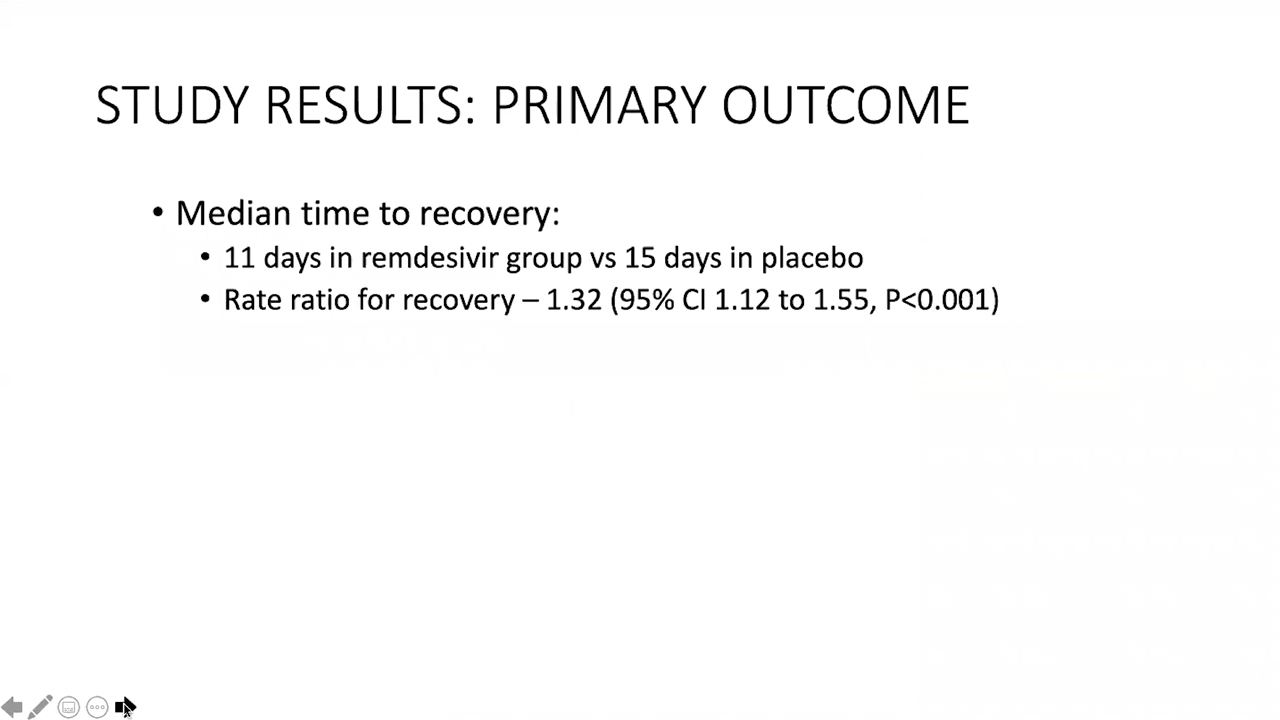 STUDY RESULTS: PRIMARY OUTCOME
• Median time to recovery:
• 11 days in remdesivir group vs 15 days in placebo
• Rate ratio for recovery – 1.32 (95% CI 1.12 to 1.55, P<0.001)